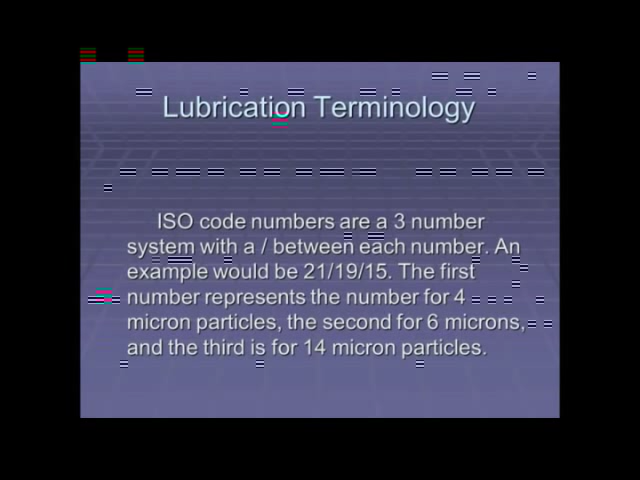 Lubrication Terminology
ISO code numbers are a 3 number
system with a / between each number. An
example would be 21/19/15. The first
number represents the number for 4
micron particles, the second for 6 microns,
and the third is for 14 micron particles.